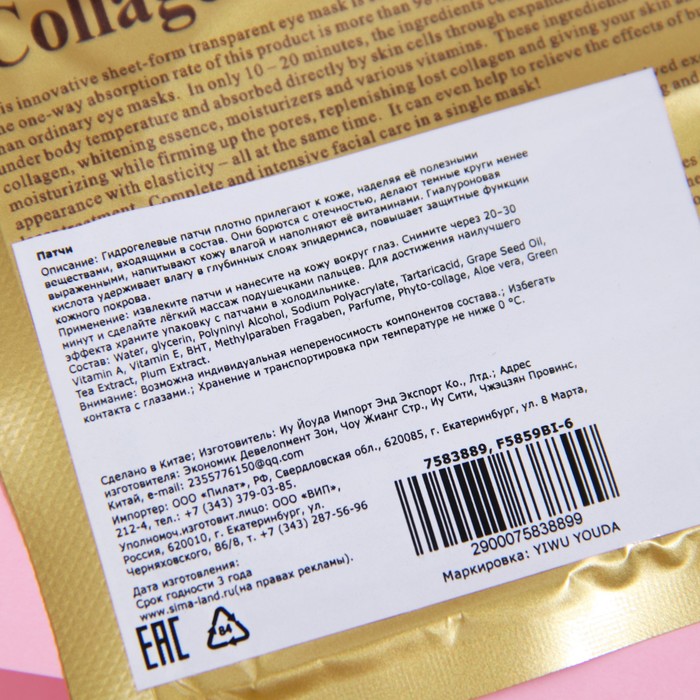 Collage
is innovative sheet-form transparent eye mask is
he one-way absorption rate of this product is more than 98%
than ordinary eye masks. In only 10 – 20 minutes, the ingredients can
under body temperature and absorbed directly by skin cells through expand
collagen, whitening essence, moisturizers and various vitamins. These ingredients
moisturizing while firming up the pores, replenishing lost collagen and giving your skin a
appearance with elasticity – all at the same time. It can even help to relieve the effects of
Complete and intensive facial care in a single mask!
Патчи
Описание: Гидрогелевые патчи плотно прилегают к коже, наделяя её полезными
веществами, входящими в состав. Они борются с отечностью, делают темные круги менее
выраженными, напитывают кожу влагой и наполняют её витаминами. Гиалуроновая
кислота удерживает влагу в глубинных слоях эпидермиса, повышает защитные функции
кожного покрова.
Применение: извлеките патчи и нанесите на кожу вокруг глаз. Снимите через 20–30
минут и сделайте лёгкий массаж подушечками пальцев. Для достижения наилучшего
эффекта храните упаковку с патчами в холодильнике.
Состав: Water, glycerin, Polyninyl Alcohol, Sodium Polyacrylate, Tartaricacid, Grape Seed Oil,
Vitamin A, Vitamin E, BHT, Methylparaben Fragaben, Parfume, Phyto-collage, Aloe vera, Green
Tea Extract, Plum Extract.
Внимание: Возможна индивидуальная непереносимость компонентов состава.; Избегать
контакта с глазами.; Хранение и транспортировка при температуре не ниже 0 °С.
Сделано в Китае; Изготовитель: Иу Йоуда Импорт Энд Экспорт Ко., Лтд.; Адрес
изготовителя: Экономик Девелопмент Зон, Чоу Жианг Стр., Иу Сити, Чжэцзян Провинс,
Китай, e-mail: 2355776150@qq.com
Импортер: ООО «Пилат», РФ, Свердловская обл., 620085, г. Екатеринбург, ул. 8 Марта,
212-4, тел.: +7 (343) 379-03-85.
Уполномоч.изготовит.лицо: ООО «ВИП»,
Россия, 620010, г. Екатеринбург, ул.
Черняховского, 86/8, т. +7 (343) 287-56-96
Дата изготовления:
Срок годности 3 года
www.sima-land.ru(на правах рекламы).
EAC
84
7583889, F5859BI-6
2900075838899
Маркировка: YIWU YOUDA